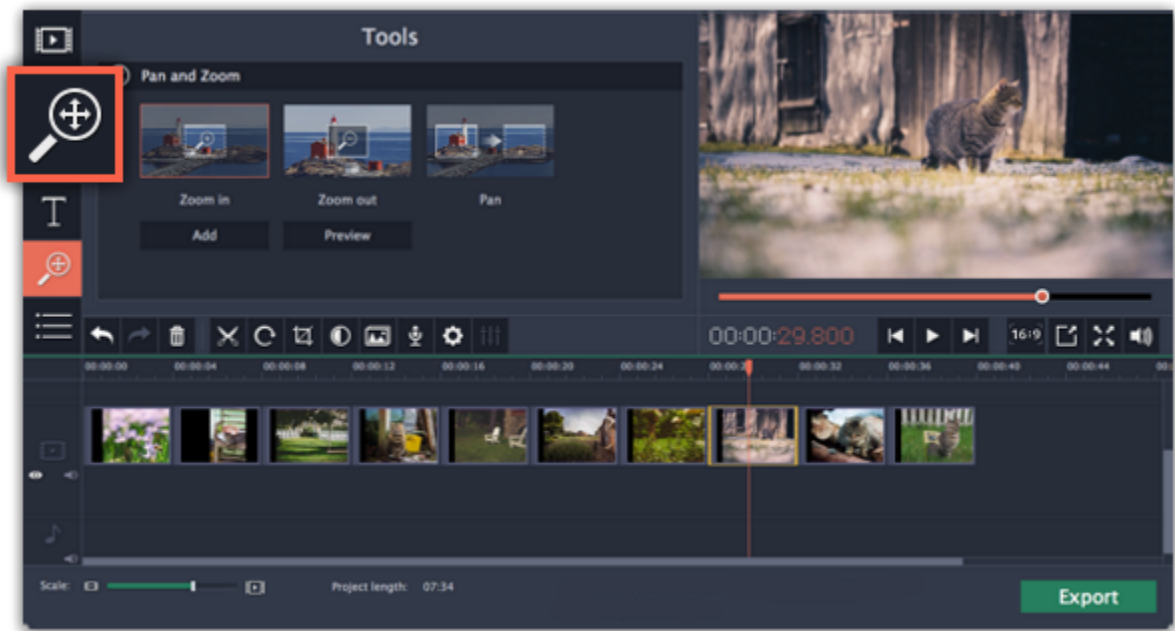 Tools
Pan and Zoom
Zoom in Zoom out Pan
Add Preview
T
00:00:29.800 16:9
00:00:00 00:00:04 00:00:08 00:00:12 00:00:16 00:00:20 00:00:24 00:00:32 00:00:36 00:00:40 00:00:44
Scale: Project length: 07:34
Export